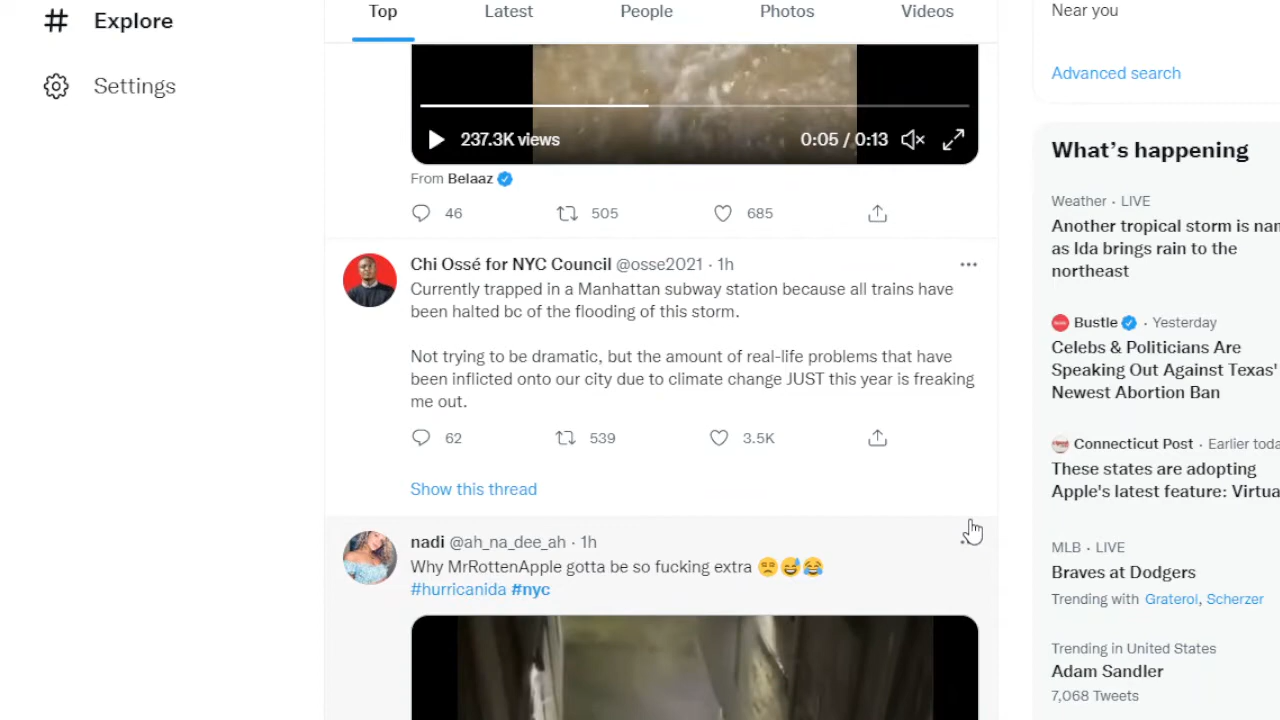 Explore
Settings
Top
Latest
People
Photos
Videos
237.3K views
0:05 / 0:13
From Belaaz
46
505
685
Chi Ossé for NYC Council @osse2021 · 1h
Currently trapped in a Manhattan subway station because all trains have
been halted bc of the flooding of this storm.
Not trying to be dramatic, but the amount of real-life problems that have
been inflicted onto our city due to climate change JUST this year is freaking
me out.
62
539
3.5K
Show this thread
nadi @ah_na_dee_ah · 1h
Why MrRottenApple gotta be so fucking extra 😒😅😂
#hurricanida #nyc
Near you
Advanced search
What's happening
Weather · LIVE
Another tropical storm is nam
as Ida brings rain to the
northeast
Bustle · Yesterday
Celebs & Politicians Are
Speaking Out Against Texas'
Newest Abortion Ban
Connecticut Post · Earlier toda
These states are adopting
Apple's latest feature: Virtua
MLB · LIVE
Braves at Dodgers
Trending with Graterol, Scherzer
Trending in United States
Adam Sandler
7,068 Tweets